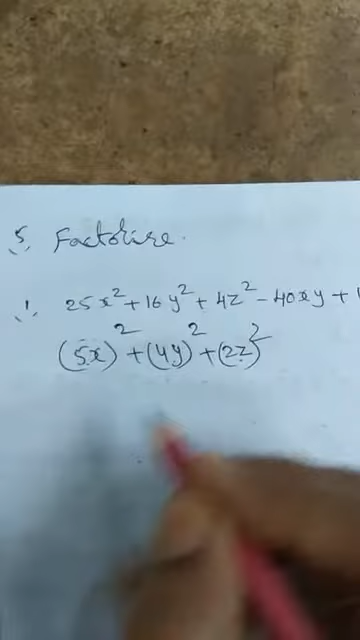 5, Factorise.
1, 25x² + 16y² + 4z² - 40xy +
(5x)² + (4y)² + (2z)²